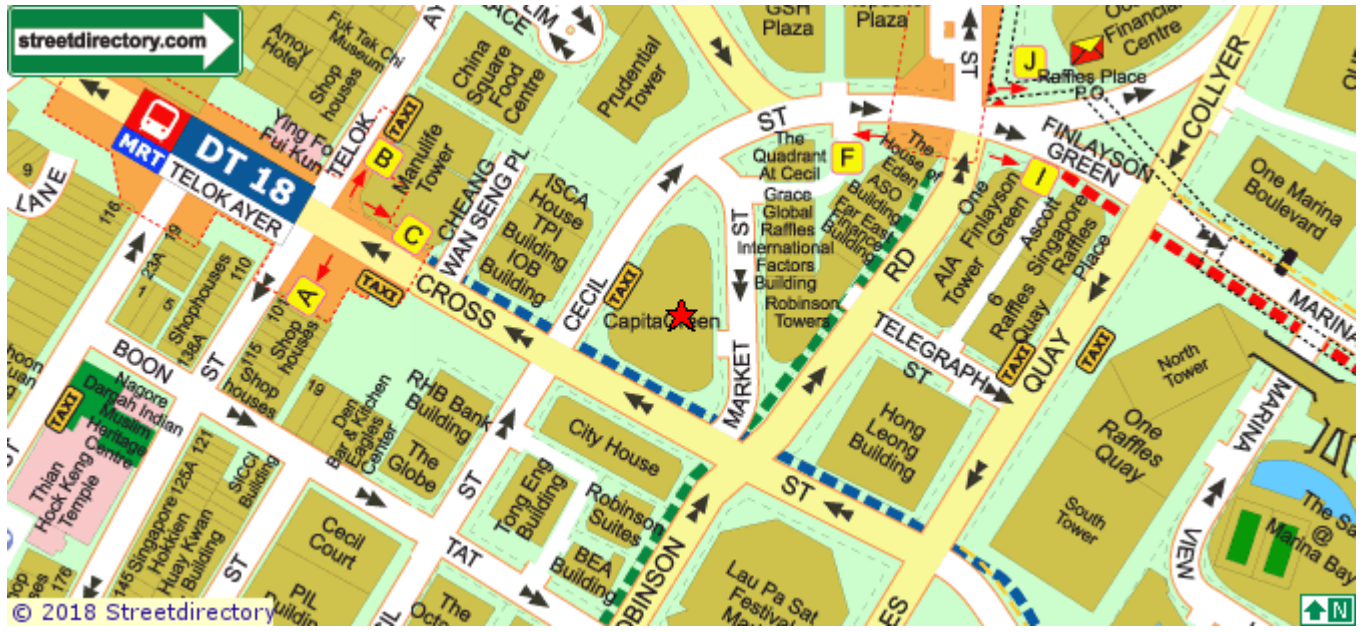 streetdirectory.com
Amoy
Hotel
Fuk Tak Chi
Museum
Shop
houses
China
Square
Food
Centre
Prudential
Tower
GSH
Plaza
Plaza
Financial
Centre
J
Raffles Place
P.O
ST
COLLYER
QUAY
FINLAYSON
GREEN
One Marina
Boulevard
MARINA
Ying Fo
Fui Kun
TELOK
TAXI
B
Manulife
Tower
MRT
DT 18
TELOK AYER
LANE
9
116
C
CHEANG
WAN SENG PL
ISCA
House
TPI
Building
IOB
Building
CECIL
ST
TAXI
CapitaGreen
The
Quadrant
At Cecil
F
The
House of
Eden
ASO
Building
Far East
Finance
Building
Grace
Global
Raffles
International
Factors
Building
Robinson
Towers
MARKET
ST
RD
I
One
Finlayson
Green
AIA
Tower
Ascott
Singapore
Raffles
Place
6
Raffles
Quay
TELEGRAPH
ST
TAXI
TAXI
North
Tower
One
Raffles
Quay
South
Tower
MARINA
VIEW
The Sa
@
Marina Bay
CROSS
ST
TAXI
A
19
23A
1
5
Shophouses
110
138A
101
Shop
houses
115
Shop
houses
19
BOON
TAT
ST
ST
Nagore
Dargah Indian
Muslim
Heritage
Centre
TAXI
Thian
Hock Keng
Temple
121
126A
Singapore
Hokkien
Huay Kwan
Building
145
SICCI
Building
Den
Bar & Kitchen
Eagles
Center
RHB Bank
Building
The
Globe
ST
City House
Tong Eng
Building
Robinson
Suites
BEA
Building
Cecil
Court
PIL
The
Hong
Leong
Building
Lau Pa Sat
Festival
176
ST
© 2018 Streetdirectory
N